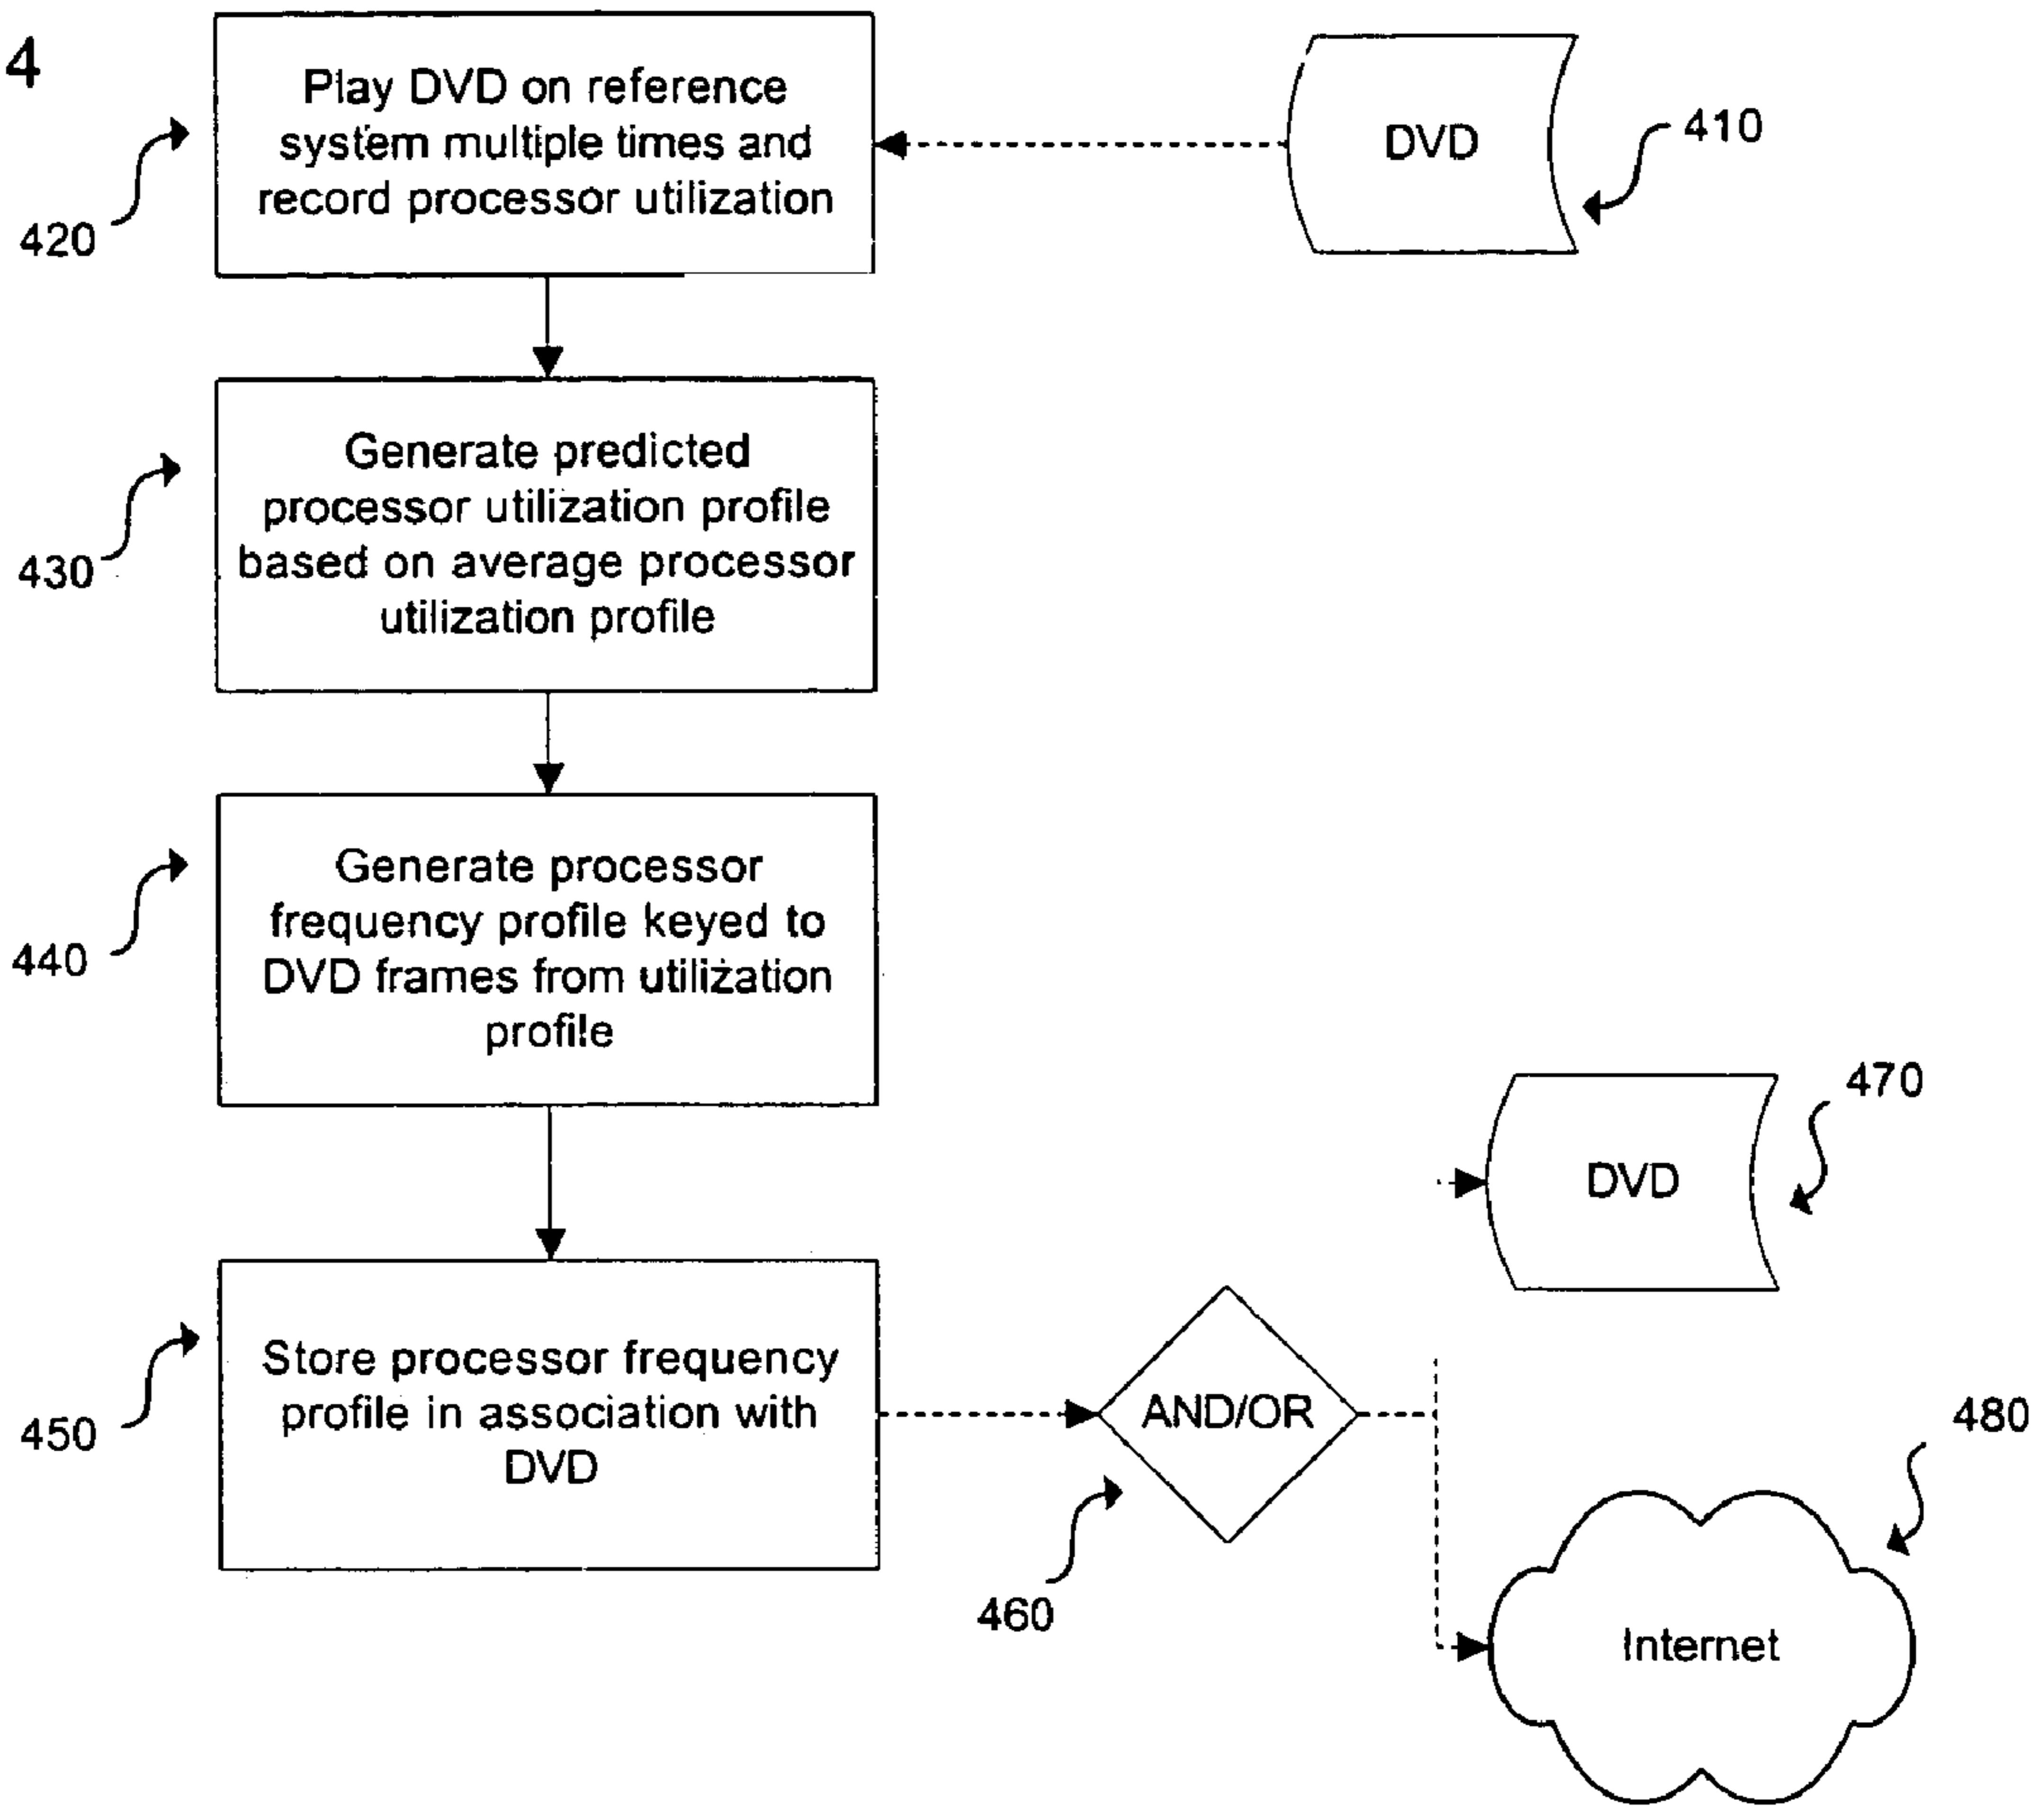 4
Play DVD on reference
system multiple times and
record processor utilization
420
DVD
410
Generate predicted
processor utilization profile
based on average processor
utilization profile
430
Generate processor
frequency profile keyed to
DVD frames from utilization
profile
440
DVD
470
Store processor frequency
profile in association with
DVD
450
AND/OR
460
480
Internet